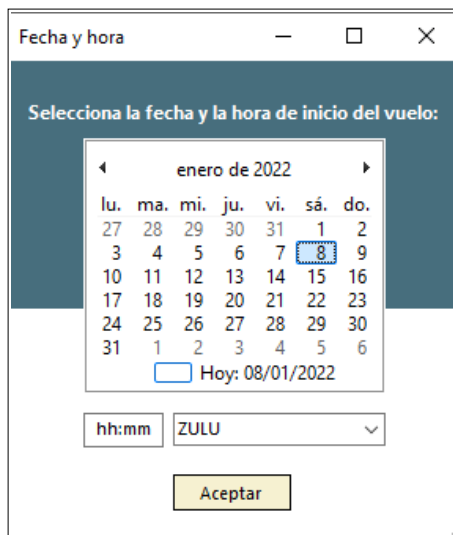 Fecha y hora
Selecciona la fecha y la hora de inicio del vuelo:
enero de 2022
lu. ma. mi. ju. vi. sá. do.
27 28 29 30 31 1 2
3 4 5 6 7 8 9
10 11 12 13 14 15 16
17 18 19 20 21 22 23
24 25 26 27 28 29 30
31 1 2 3 4 5 6
Hoy: 08/01/2022
hh:mm ZULU
Aceptar